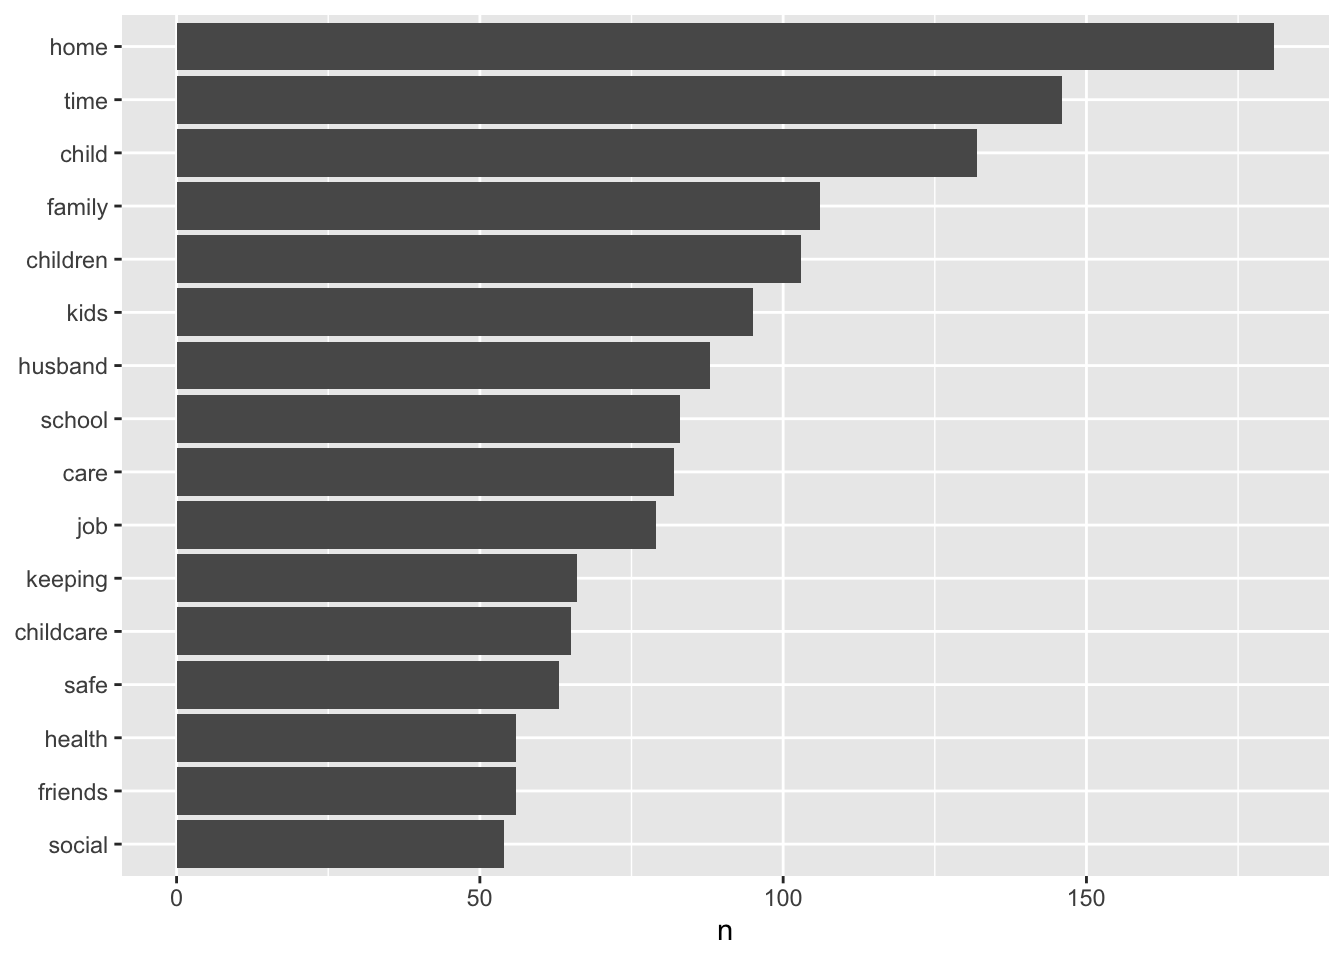 home
time
child
family
children
kids
husband
school
care
job
keeping
childcare
safe
health
friends
social
0 50 100 150
n